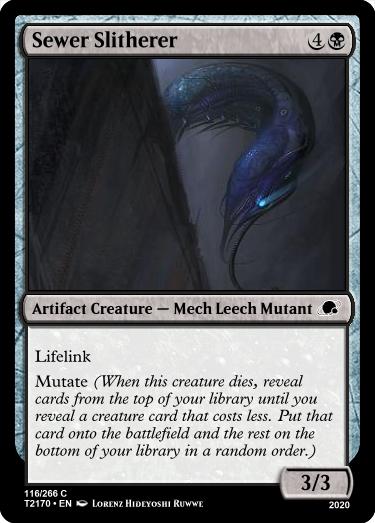 Sewer Slitherer 4
Artifact Creature — Mech Leech Mutant
Lifelink
Mutate (When this creature dies, reveal
cards from the top of your library until you
reveal a creature card that costs less. Put that
card onto the battlefield and the rest on the
bottom of your library in a random order.)
3/3
116/266 C
T2170 • EN Lorenz Hideyoshi Ruwwe
2020